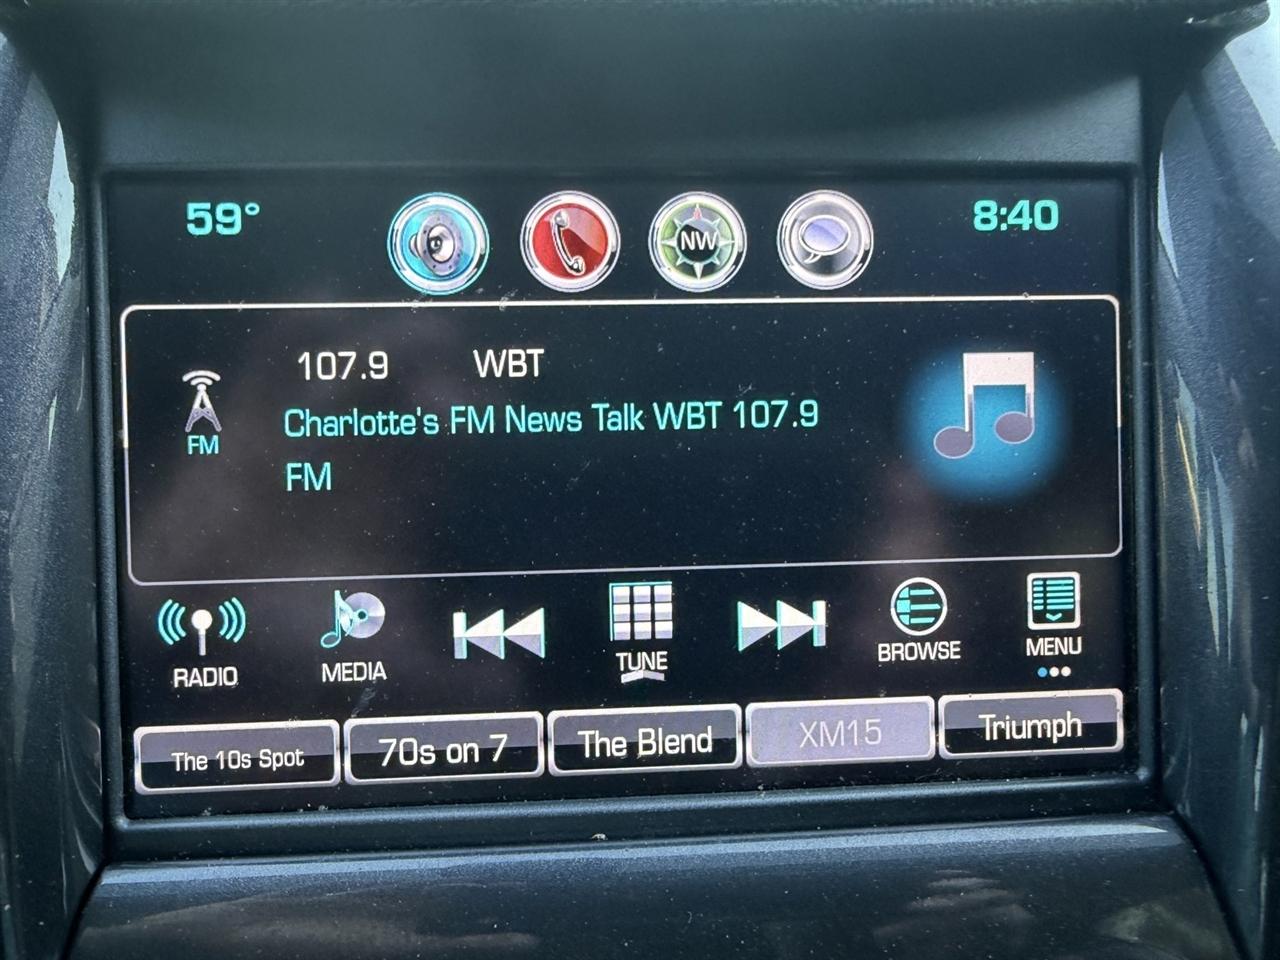 59°
NW
8:40
107.9 WBT
Charlotte's FM News Talk WBT 107.9
FM
FM
RADIO
MEDIA
TUNE
BROWSE
MENU
The 10s Spot
70s on 7
The Blend
XM15
Triumph